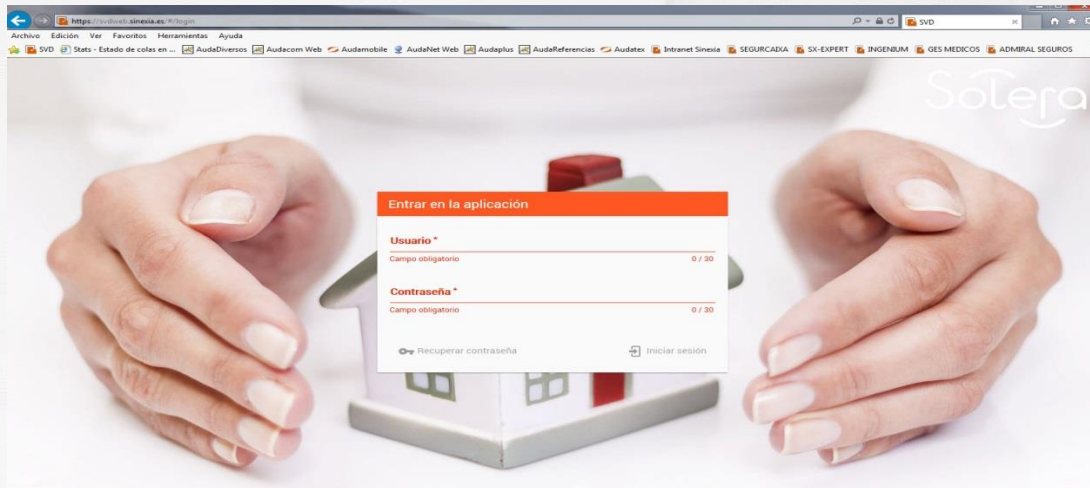 https://svdweb.sinexia.es/#/login
SVD
Archivo Edición Ver Favoritos Herramientas Ayuda
SVD Stats - Estado de colas en ... AudaDiversos Audacom Web Audamobile AudaNet Web Audaplus AudaReferencias Audatex Intranet Sinexia SEGURCAIXA SX-EXPERT INGENIUM GES MEDICOS ADMIRAL SEGUROS
Solera
Entrar en la aplicación
Usuario *
Campo obligatorio 0 / 30
Contraseña *
Campo obligatorio 0 / 30
Recuperar contraseña Iniciar sesión